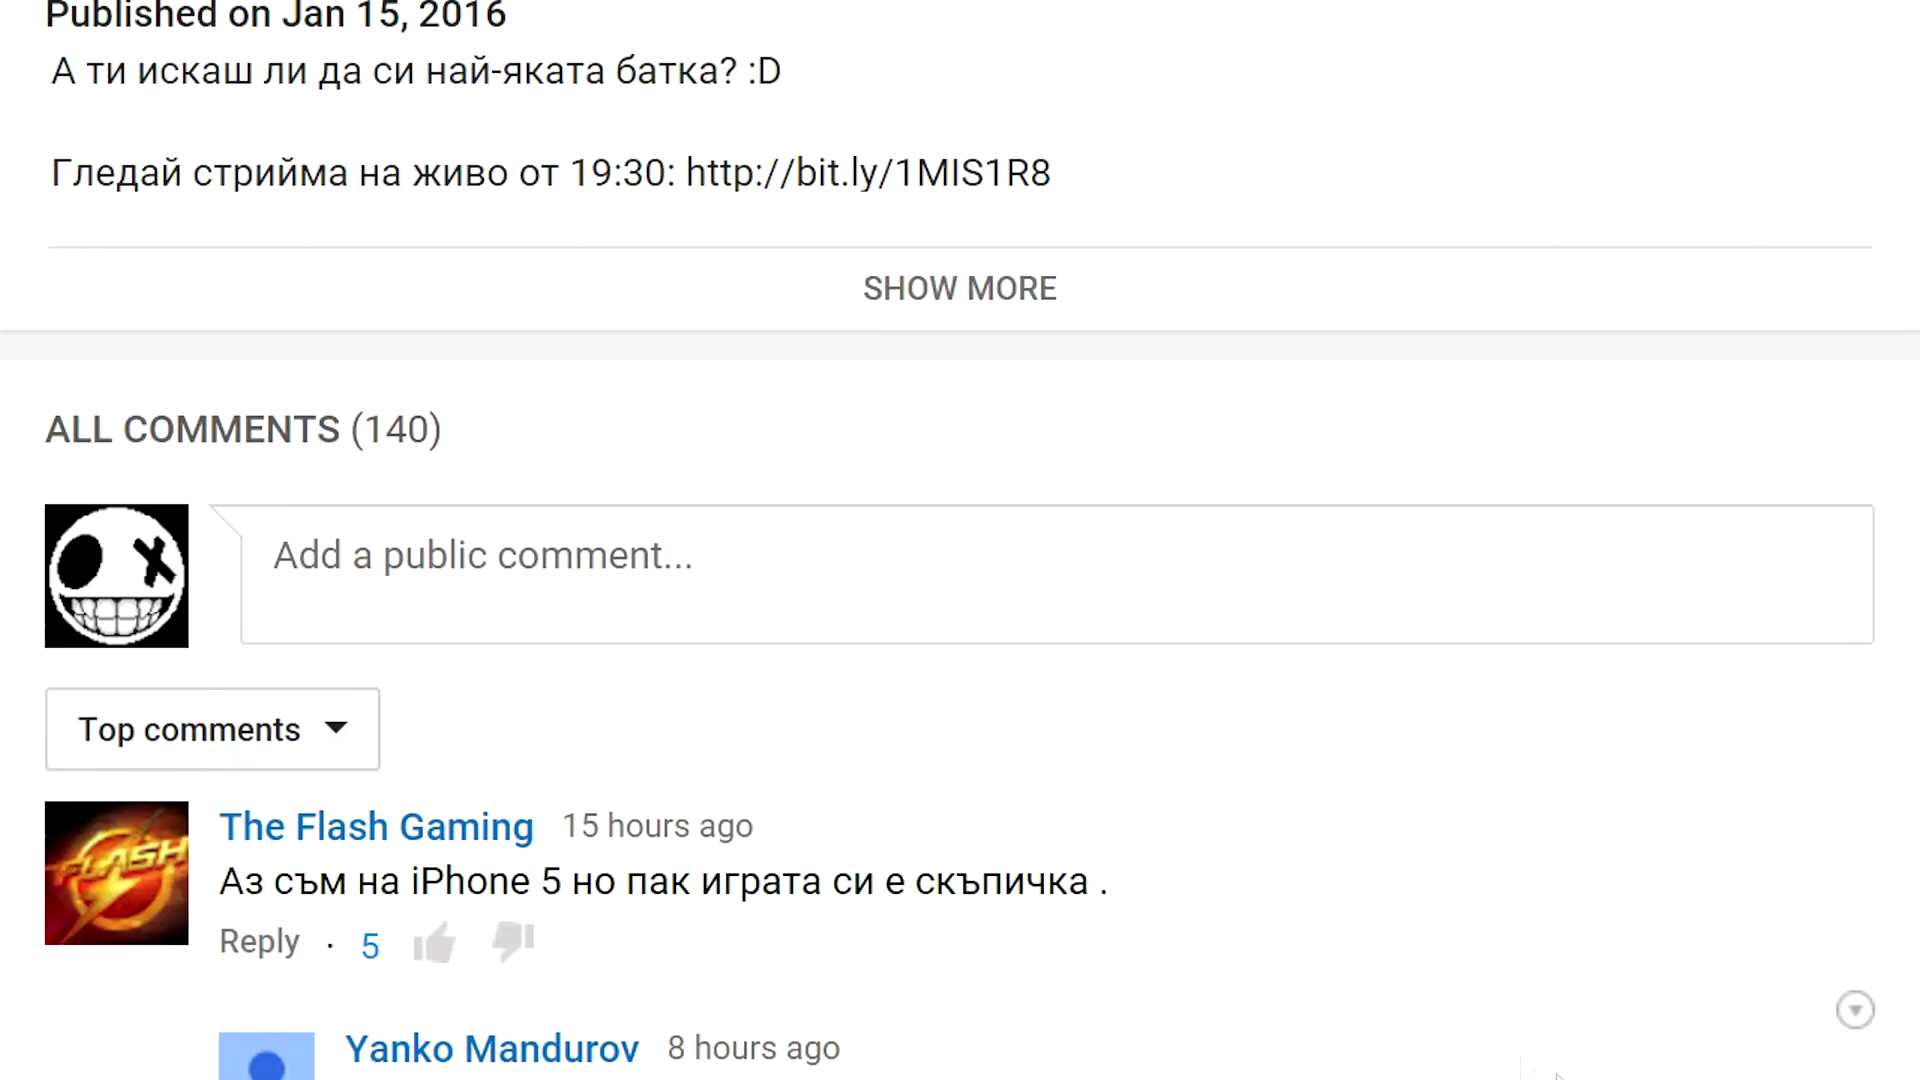 Published on Jan 15, 2016
А ти искаш ли да си най-яката батка? :D
Гледай стрийма на живо от 19:30: http://bit.ly/1MIS1R8
SHOW MORE
ALL COMMENTS (140)
Add a public comment...
Top comments
The Flash Gaming 15 hours ago
FLASH
Аз съм на iPhone 5 но пак играта си е скъпичка .
Reply · 5
Yanko Mandurov 8 hours ago